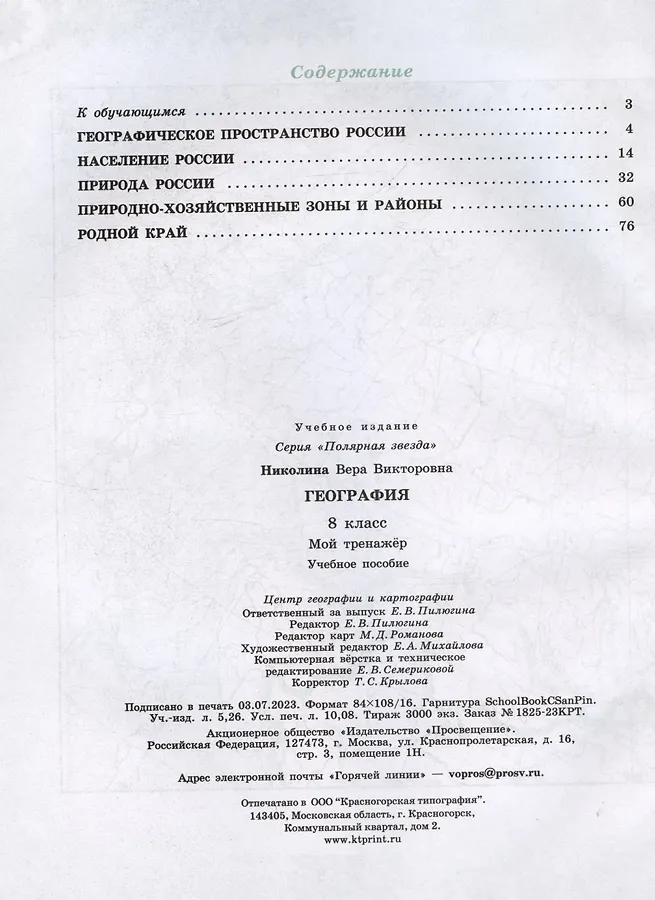 Содержание
К обучающимся 3
ГЕОГРАФИЧЕСКОЕ ПРОСТРАНСТВО РОССИИ 4
НАСЕЛЕНИЕ РОССИИ 14
ПРИРОДА РОССИИ 32
ПРИРОДНО-ХОЗЯЙСТВЕННЫЕ ЗОНЫ И РАЙОНЫ 60
РОДНОЙ КРАЙ 76
Учебное издание
Серия «Полярная звезда»
Николина Вера Викторовна
ГЕОГРАФИЯ
8 класс
Мой тренажёр
Учебное пособие
Центр географии и картографии
Ответственный за выпуск Е. В. Пилюгина
Редактор Е. В. Пилюгина
Редактор карт М. Д. Романова
Художественный редактор Е. А. Михайлова
Компьютерная вёрстка и техническое
редактирование Е. В. Семериковой
Корректор Т. С. Крылова
Подписано в печать 03.07.2023. Формат 84×108/16. Гарнитура SchoolBookCSanPin.
Уч.-изд. л. 5,26. Усл. печ. л. 10,08. Тираж 3000 экз. Заказ № 1825-23КРТ.
Акционерное общество «Издательство «Просвещение».
Российская Федерация, 127473, г. Москва, ул. Краснопролетарская, д. 16,
стр. 3, помещение 1Н.
Адрес электронной почты «Горячей линии» — vopros@prosv.ru.
Отпечатано в ООО "Красногорская типография".
143405, Московская область, г. Красногорск,
Коммунальный квартал, дом 2.
www.ktprint.ru